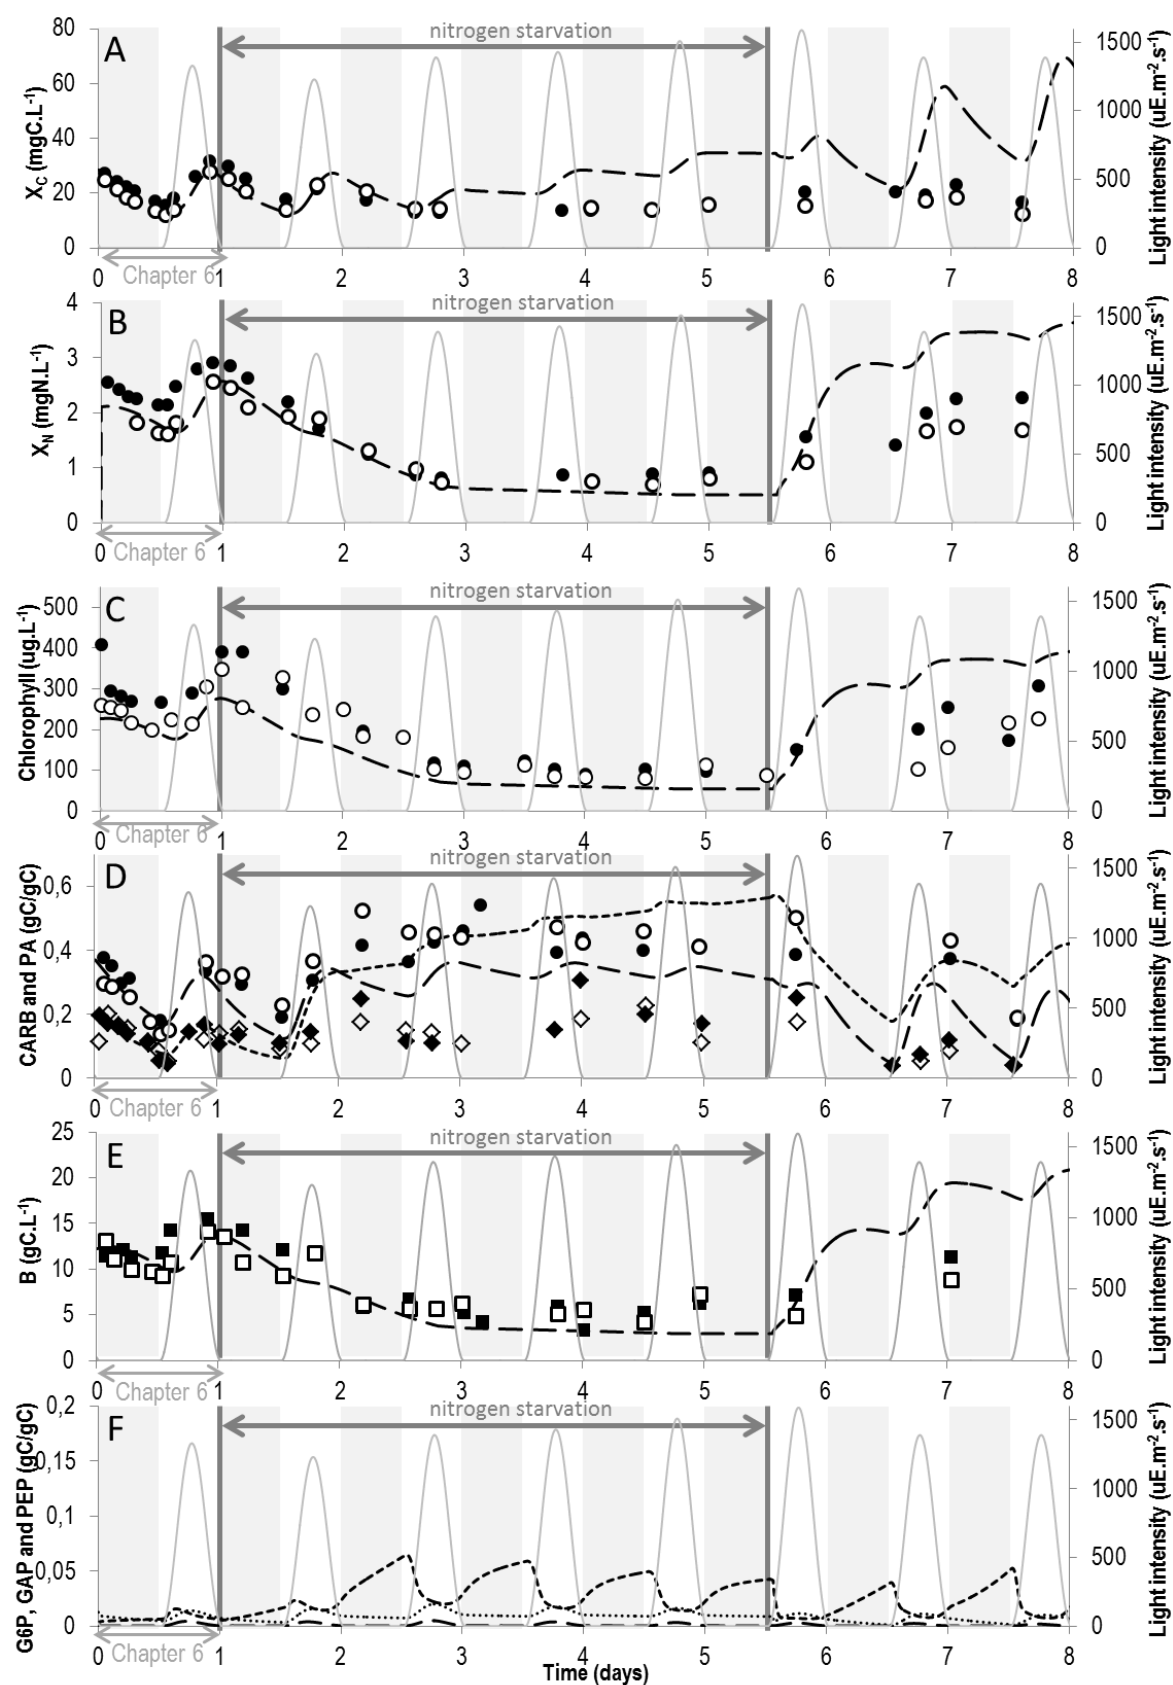 A
nitrogen starvation
80
60
40
20
0
X_C (mgC.L⁻¹)
1500
1000
500
0
Light intensity (uE.m⁻².s⁻¹)
Chapter 6
0 1 2 3 4 5 6 7 8
B
nitrogen starvation
4
3
2
1
0
X_N (mgN.L⁻¹)
1500
1000
500
0
Light intensity (uE.m⁻².s⁻¹)
Chapter 6
0 1 2 3 4 5 6 7 8
C
nitrogen starvation
500
400
300
200
100
0
Chlorophyll (ug.L⁻¹)
1500
1000
500
0
Light intensity (uE.m⁻².s⁻¹)
Chapter 6
0 1 2 3 4 5 6 7 8
D
nitrogen starvation
0,6
0,4
0,2
0
CARB and PA (gC/gC)
1500
1000
500
0
Light intensity (uE.m⁻².s⁻¹)
Chapter 6
0 1 2 3 4 5 6 7 8
E
nitrogen starvation
25
20
15
10
5
0
B (gC.L⁻¹)
1500
1000
500
0
Light intensity (uE.m⁻².s⁻¹)
Chapter 6
0 1 2 3 4 5 6 7 8
F
nitrogen starvation
0,2
0,15
0,1
0,05
0
G6P, GAP and PEP (gC/gC)
1500
1000
500
0
Light intensity (uE.m⁻².s⁻¹)
Chapter 6
0 1 2 3 4 5 6 7 8
Time (days)